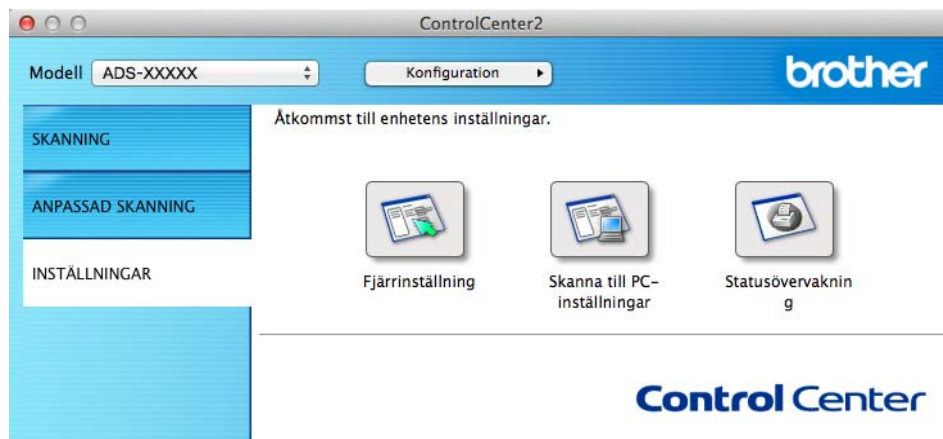 ControlCenter2
Modell ADS-XXXXX Konfiguration brother
SKANNING
ANPASSAD SKANNING
INSTÄLLNINGAR
Åtkommst till enhetens inställningar.
Fjärrinställning
Skanna till PC-
inställningar
Statusövervaknin
g
Control Center